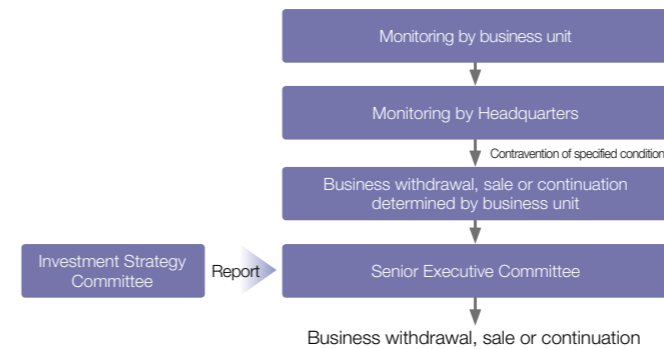 Monitoring by business unit
Monitoring by Headquarters
Contravention of specified condition
Business withdrawal, sale or continuation
determined by business unit
Investment Strategy
Committee
Report
Senior Executive Committee
Business withdrawal, sale or continuation